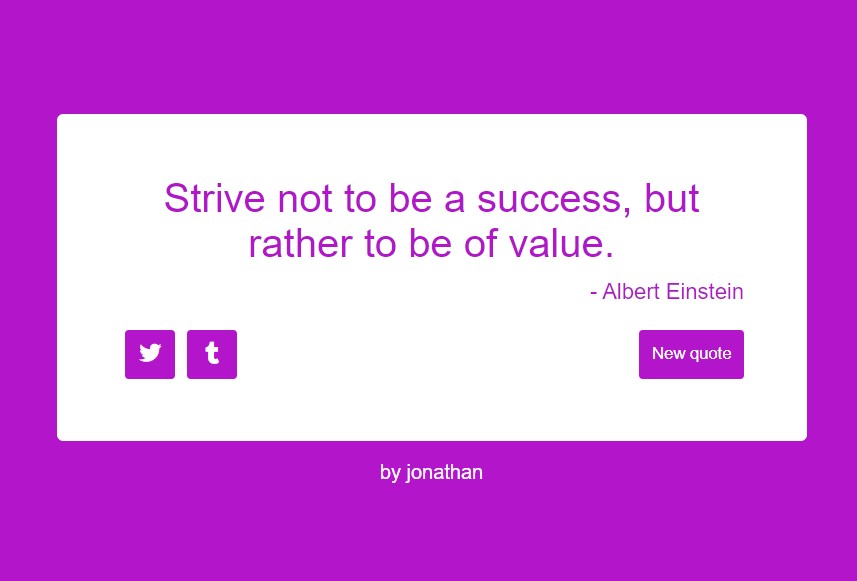 Strive not to be a success, but
rather to be of value.
- Albert Einstein
New quote
by jonathan